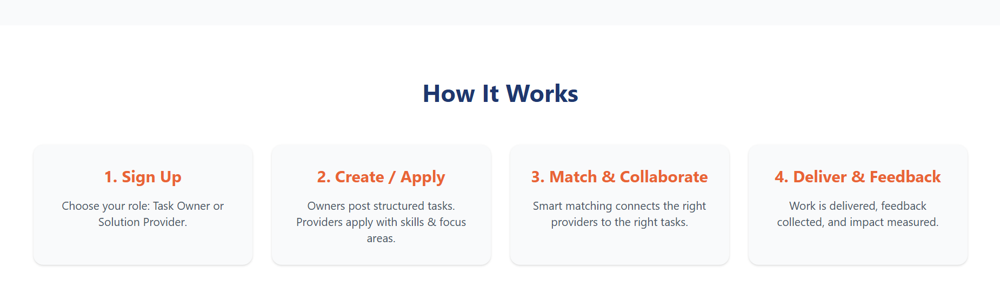 How It Works
1. Sign Up
Choose your role: Task Owner or
Solution Provider.
2. Create / Apply
Owners post structured tasks.
Providers apply with skills & focus
areas.
3. Match & Collaborate
Smart matching connects the right
providers to the right tasks.
4. Deliver & Feedback
Work is delivered, feedback
collected, and impact measured.